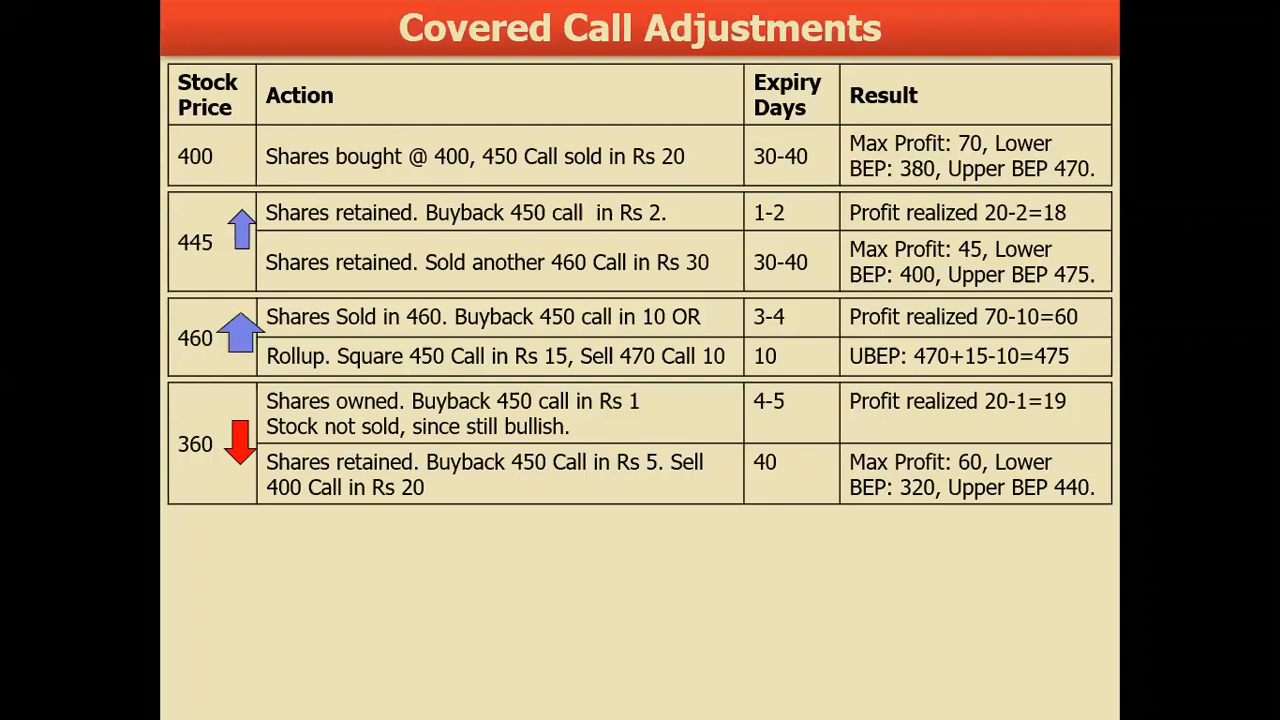 Covered Call Adjustments
Stock
Price
Action
Expiry
Days
Result
400
Shares bought @ 400, 450 Call sold in Rs 20
30-40
Max Profit: 70, Lower
BEP: 380, Upper BEP 470.
445
Shares retained. Buyback 450 call  in Rs 2.
1-2
Profit realized 20-2=18
Shares retained. Sold another 460 Call in Rs 30
30-40
Max Profit: 45, Lower
BEP: 400, Upper BEP 475.
460
Shares Sold in 460. Buyback 450 call in 10 OR
3-4
Profit realized 70-10=60
Rollup. Square 450 Call in Rs 15, Sell 470 Call 10
10
UBEP: 470+15-10=475
360
Shares owned. Buyback 450 call in Rs 1
Stock not sold, since still bullish.
4-5
Profit realized 20-1=19
Shares retained. Buyback 450 Call in Rs 5. Sell
400 Call in Rs 20
40
Max Profit: 60, Lower
BEP: 320, Upper BEP 440.